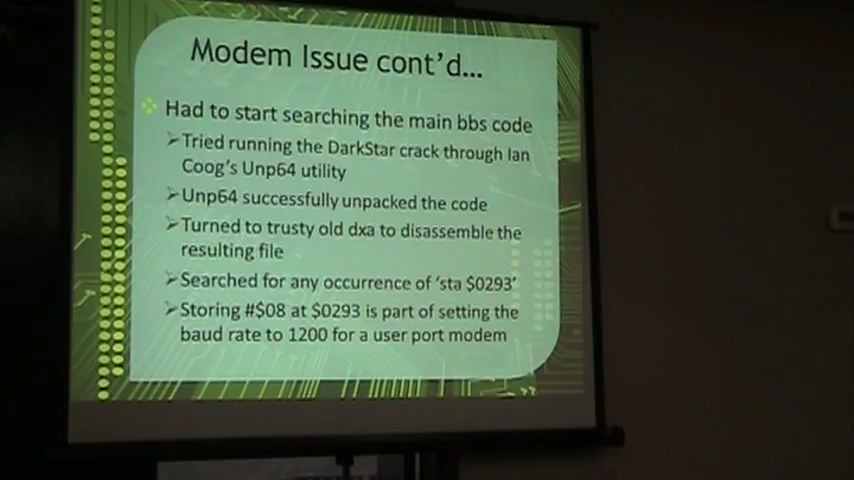 Modem Issue cont'd...
Had to start searching the main bbs code
Tried running the DarkStar crack through Ian
Coog's Unp64 utility
Unp64 successfully unpacked the code
Turned to trusty old dxa to disassemble the
resulting file
Searched for any occurrence of 'sta $0293'
Storing #$08 at $0293 is part of setting the
baud rate to 1200 for a user port modem